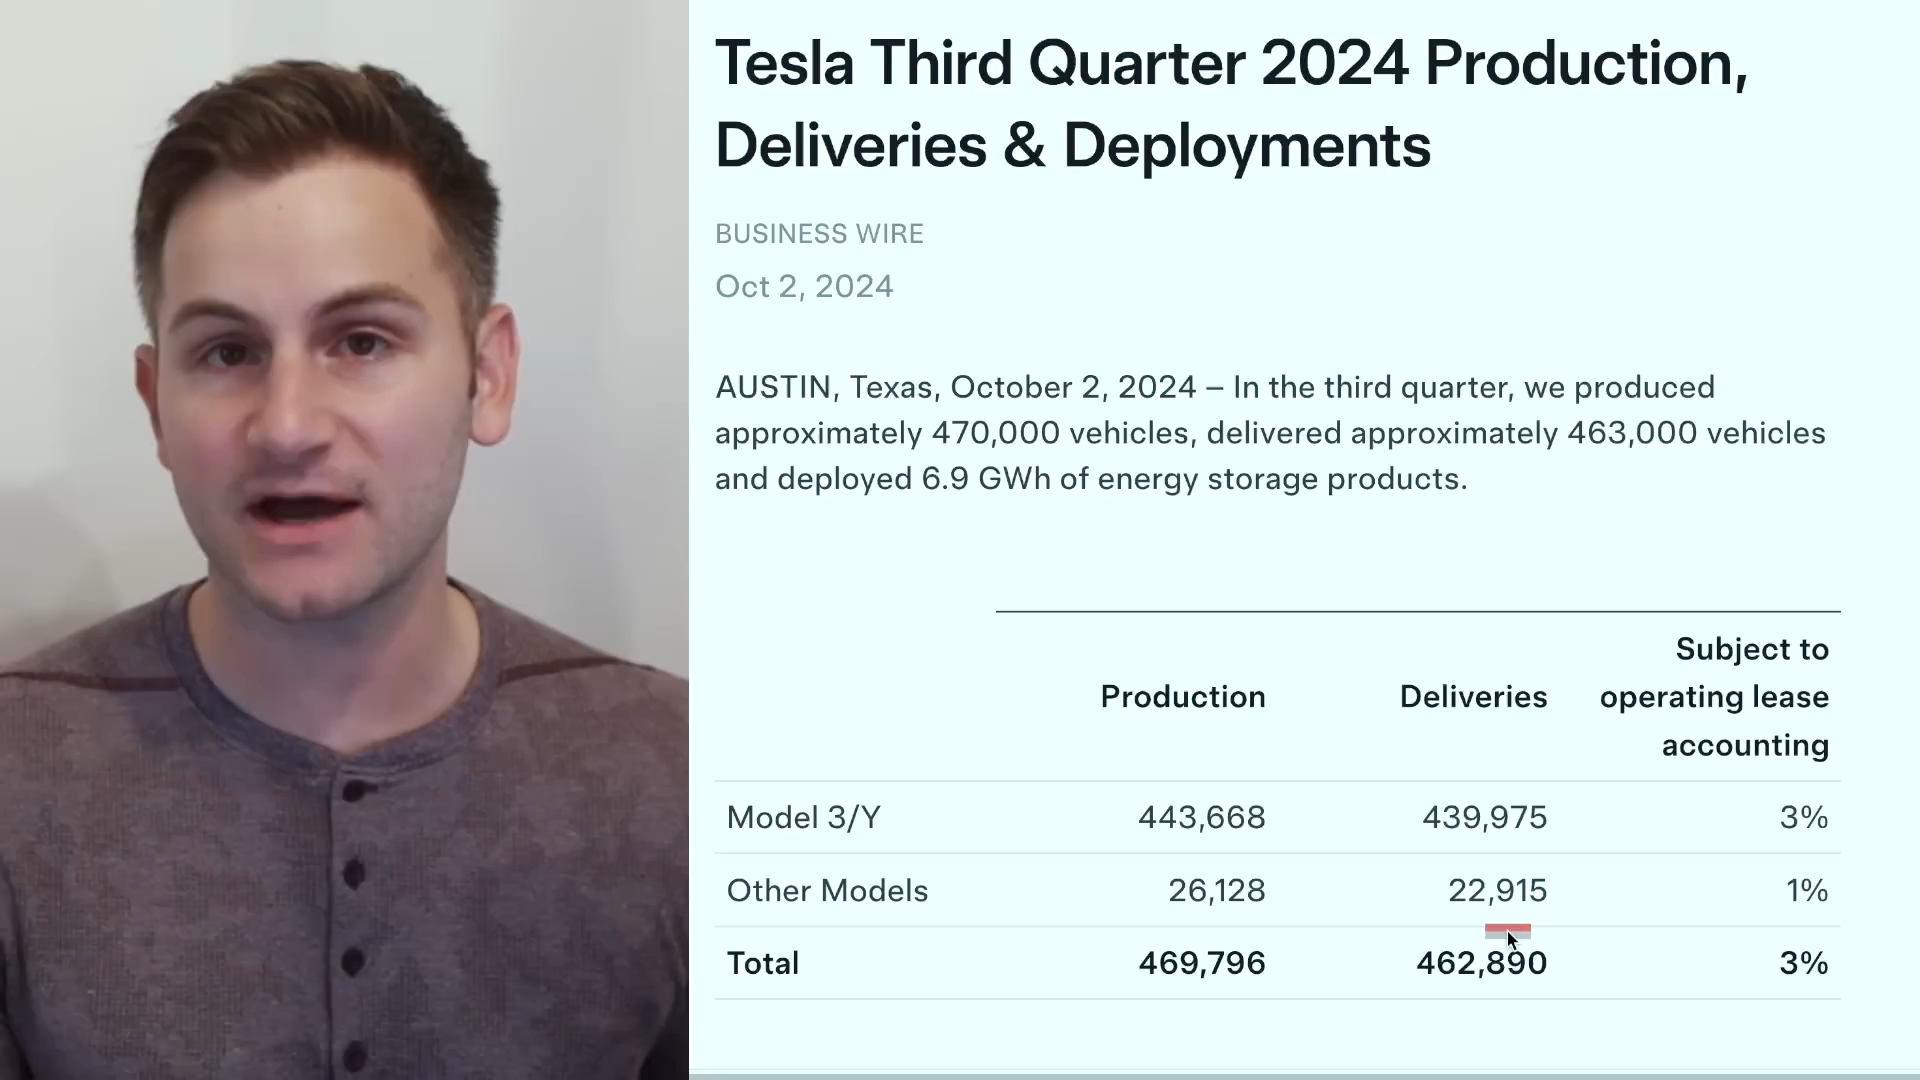 Tesla Third Quarter 2024 Production,
Deliveries & Deployments
BUSINESS WIRE
Oct 2, 2024
AUSTIN, Texas, October 2, 2024 – In the third quarter, we produced
approximately 470,000 vehicles, delivered approximately 463,000 vehicles
and deployed 6.9 GWh of energy storage products.
Production Deliveries Subject to
operating lease
accounting
Model 3/Y 443,668 439,975 3%
Other Models 26,128 22,915 1%
Total 469,796 462,890 3%